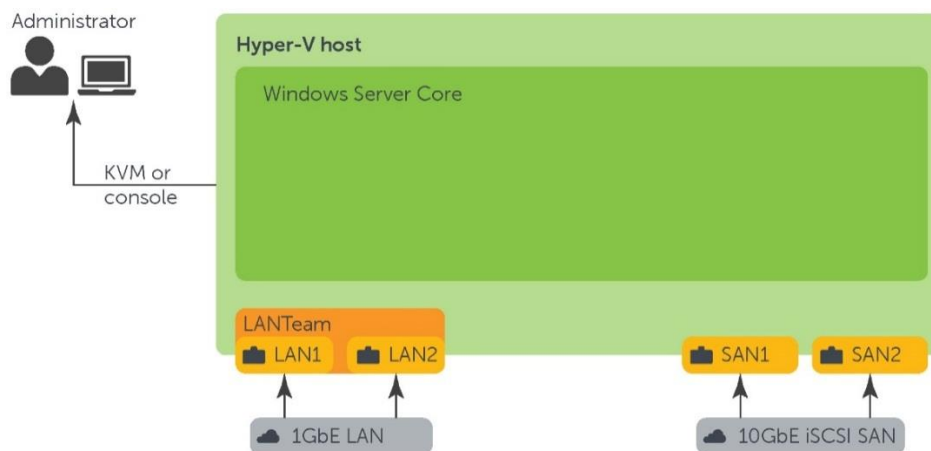 Administrator
Hyper-V host
Windows Server Core
KVM or
console
LANTeam
LAN1
LAN2
SAN1
SAN2
1GbE LAN
10GbE iSCSI SAN